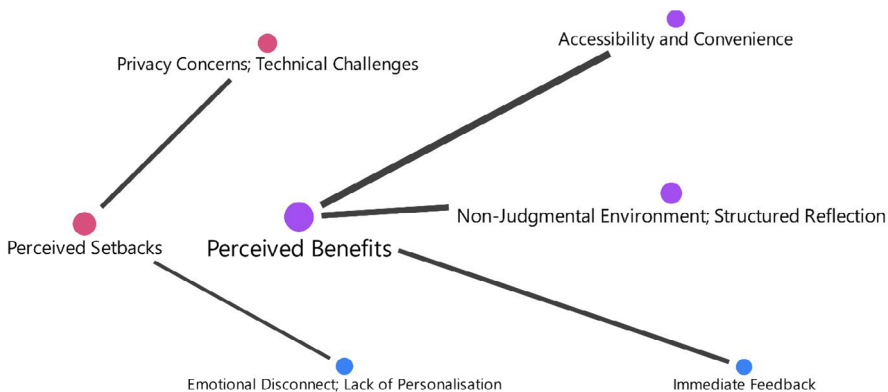 Accessibility and Convenience
Privacy Concerns; Technical Challenges
Non-Judgmental Environment; Structured Reflection
Perceived Setbacks
Perceived Benefits
Emotional Disconnect; Lack of Personalisation
Immediate Feedback